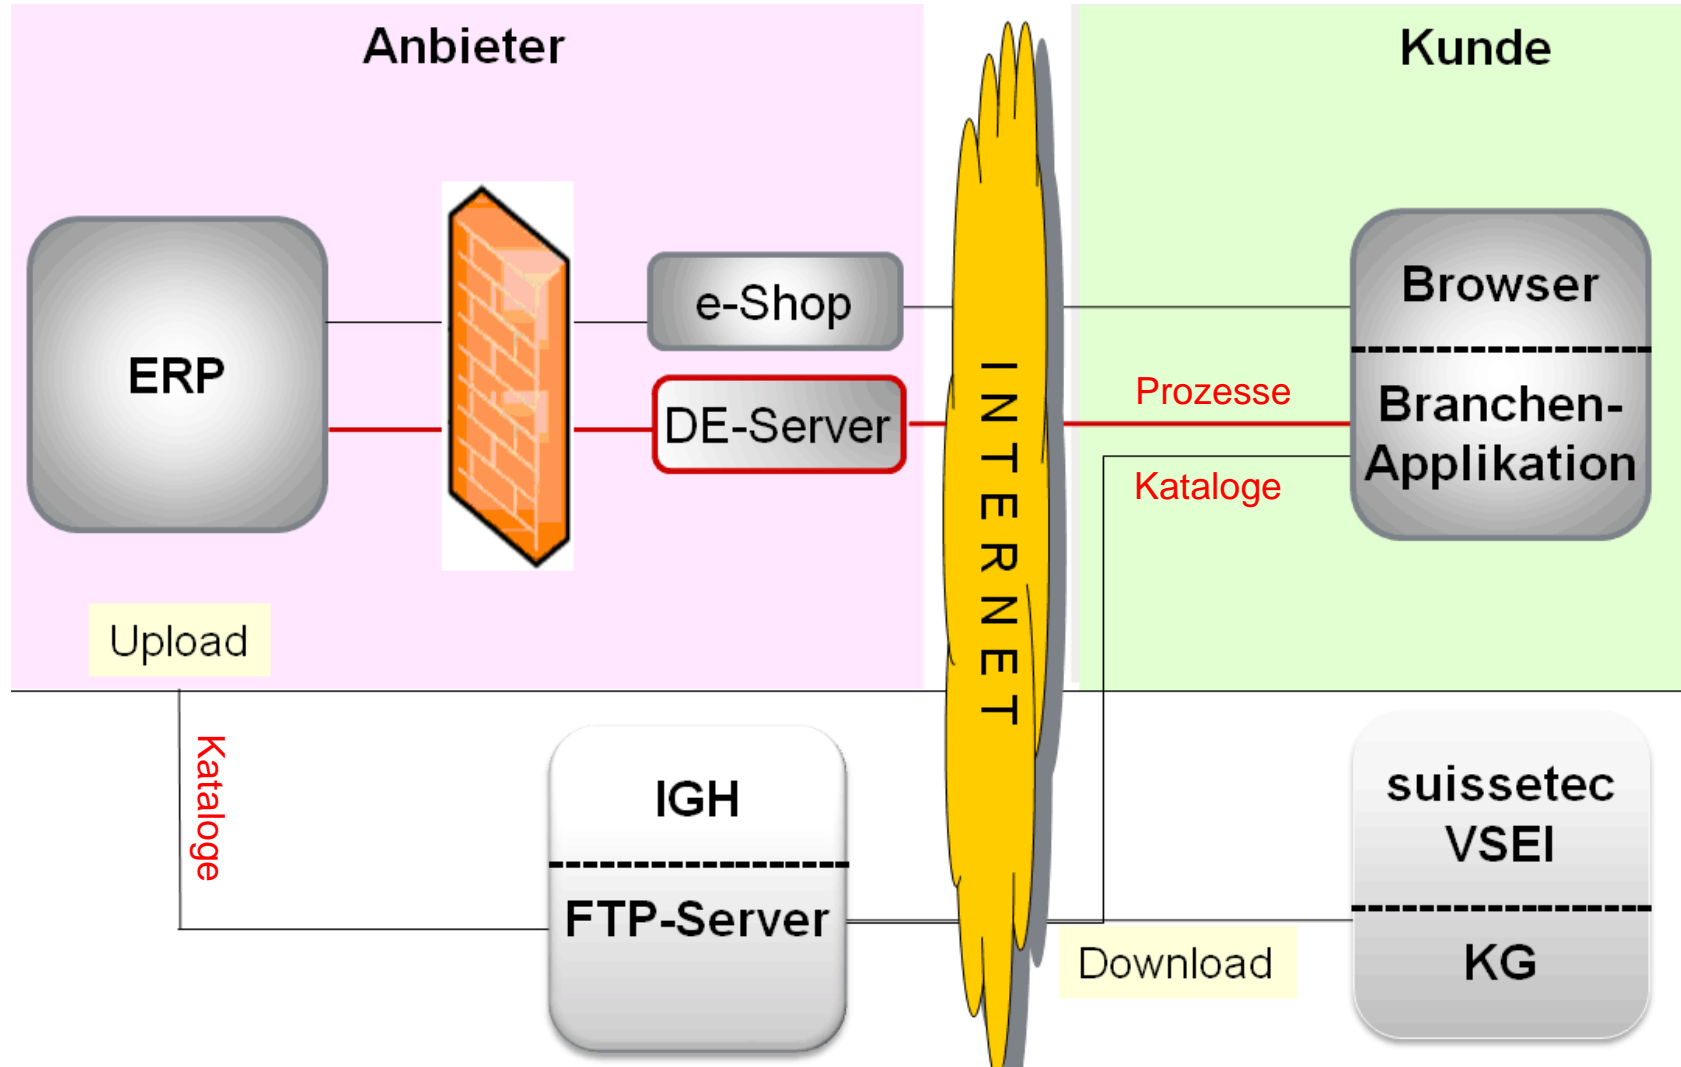 Anbieter
Kunde
ERP
e-Shop
DE-Server
INTERNET
Browser
Branchen-
Applikation
Prozesse
Kataloge
Upload
Kataloge
IGH
FTP-Server
Download
suissetec
VSEI
KG